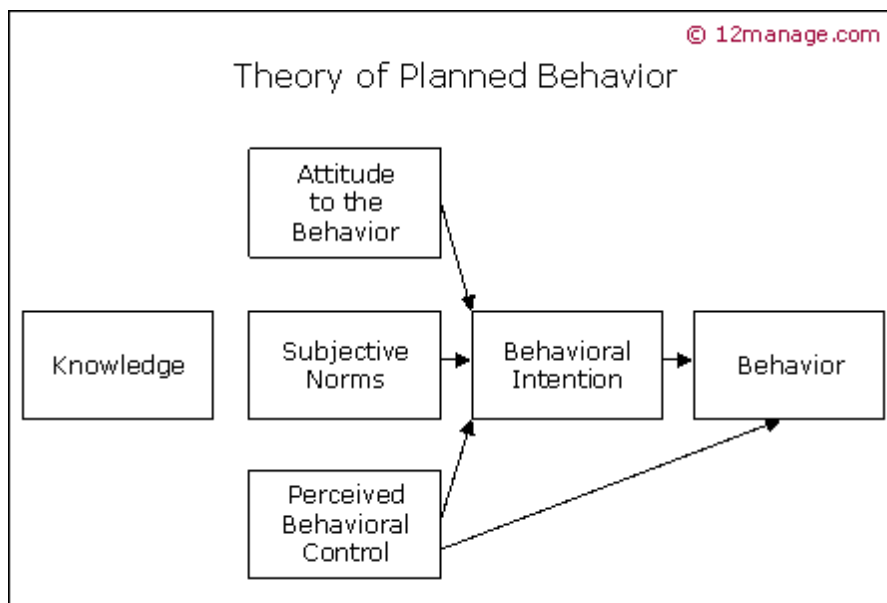 © 12manage.com
Theory of Planned Behavior
Attitude
to the
Behavior
Knowledge
Subjective
Norms
Behavioral
Intention
Behavior
Perceived
Behavioral
Control